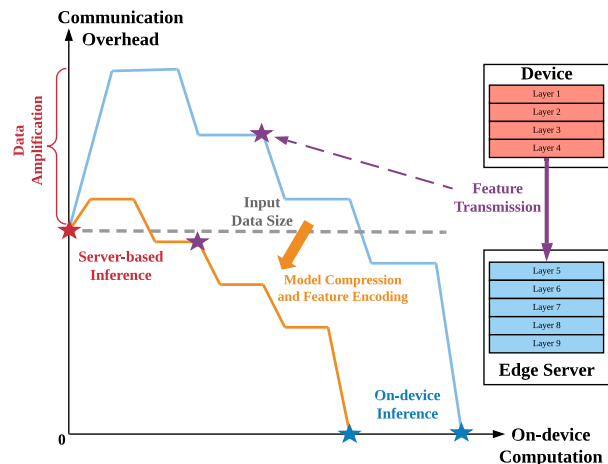 Communication
Overhead
Data
Amplification
Input
Data Size
Server-based
Inference
Model Compression
and Feature Encoding
On-device
Inference
0
On-device
Computation
Feature
Transmission
Device
Layer 1
Layer 2
Layer 3
Layer 4
Layer 5
Layer 6
Layer 7
Layer 8
Layer 9
Edge Server